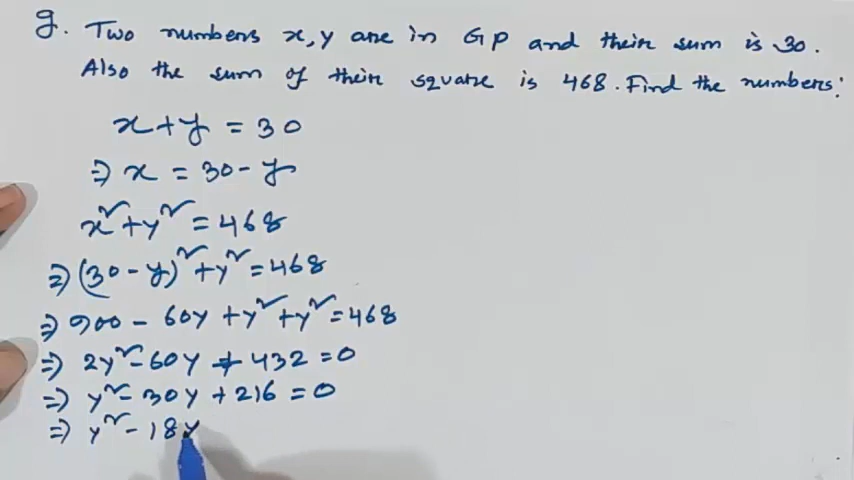 g. Two numbers x, y are in GP and their sum is 30.
Also the sum of their square is 468. Find the numbers:
x + y = 30
⇒ x = 30 - y
x² + y² = 468
⇒ (30 - y)² + y² = 468
⇒ 900 - 60y + y² + y² = 468
⇒ 2y² - 60y + 432 = 0
⇒ y² - 30y + 216 = 0
⇒ y² - 18y